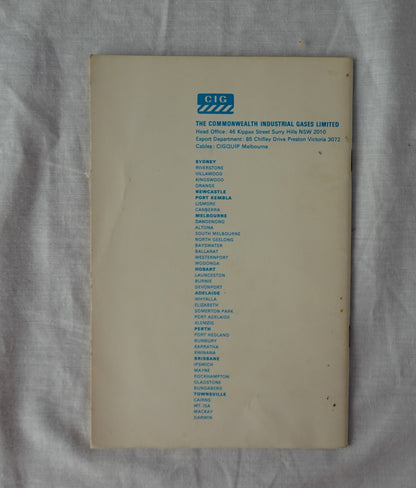 CIG
THE COMMONWEALTH INDUSTRIAL GASES LIMITED
Head Office: 46 Kippax Street Surry Hills NSW 2010
Export Department: 85 Chifley Drive Preston Victoria 3072
Cables: CIGQUIP Melbourne
SYDNEY
RIVERSTONE
VILLAWOOD
KINGSWOOD
ORANGE
NEWCASTLE
PORT KEMBLA
LISMORE
CANBERRA
MELBOURNE
DANDENONG
ALTONA
SOUTH MELBOURNE
NORTH GEELONG
BAYSWATER
BALLARAT
WESTERNPORT
WODONGA
HOBART
LAUNCESTON
BURNIE
DEVONPORT
ADELAIDE
WHYALLA
ELIZABETH
SOMERTON PARK
PORT ADELAIDE
KLEMZIG
PERTH
PORT HEDLAND
BUNBURY
KARRATHA
KWINANA
BRISBANE
IPSWICH
WAYNE
ROCKHAMPTON
GLADSTONE
BUNDABERG
TOWNSVILLE
CAIRNS
MT. ISA
MACKAY
DARWIN